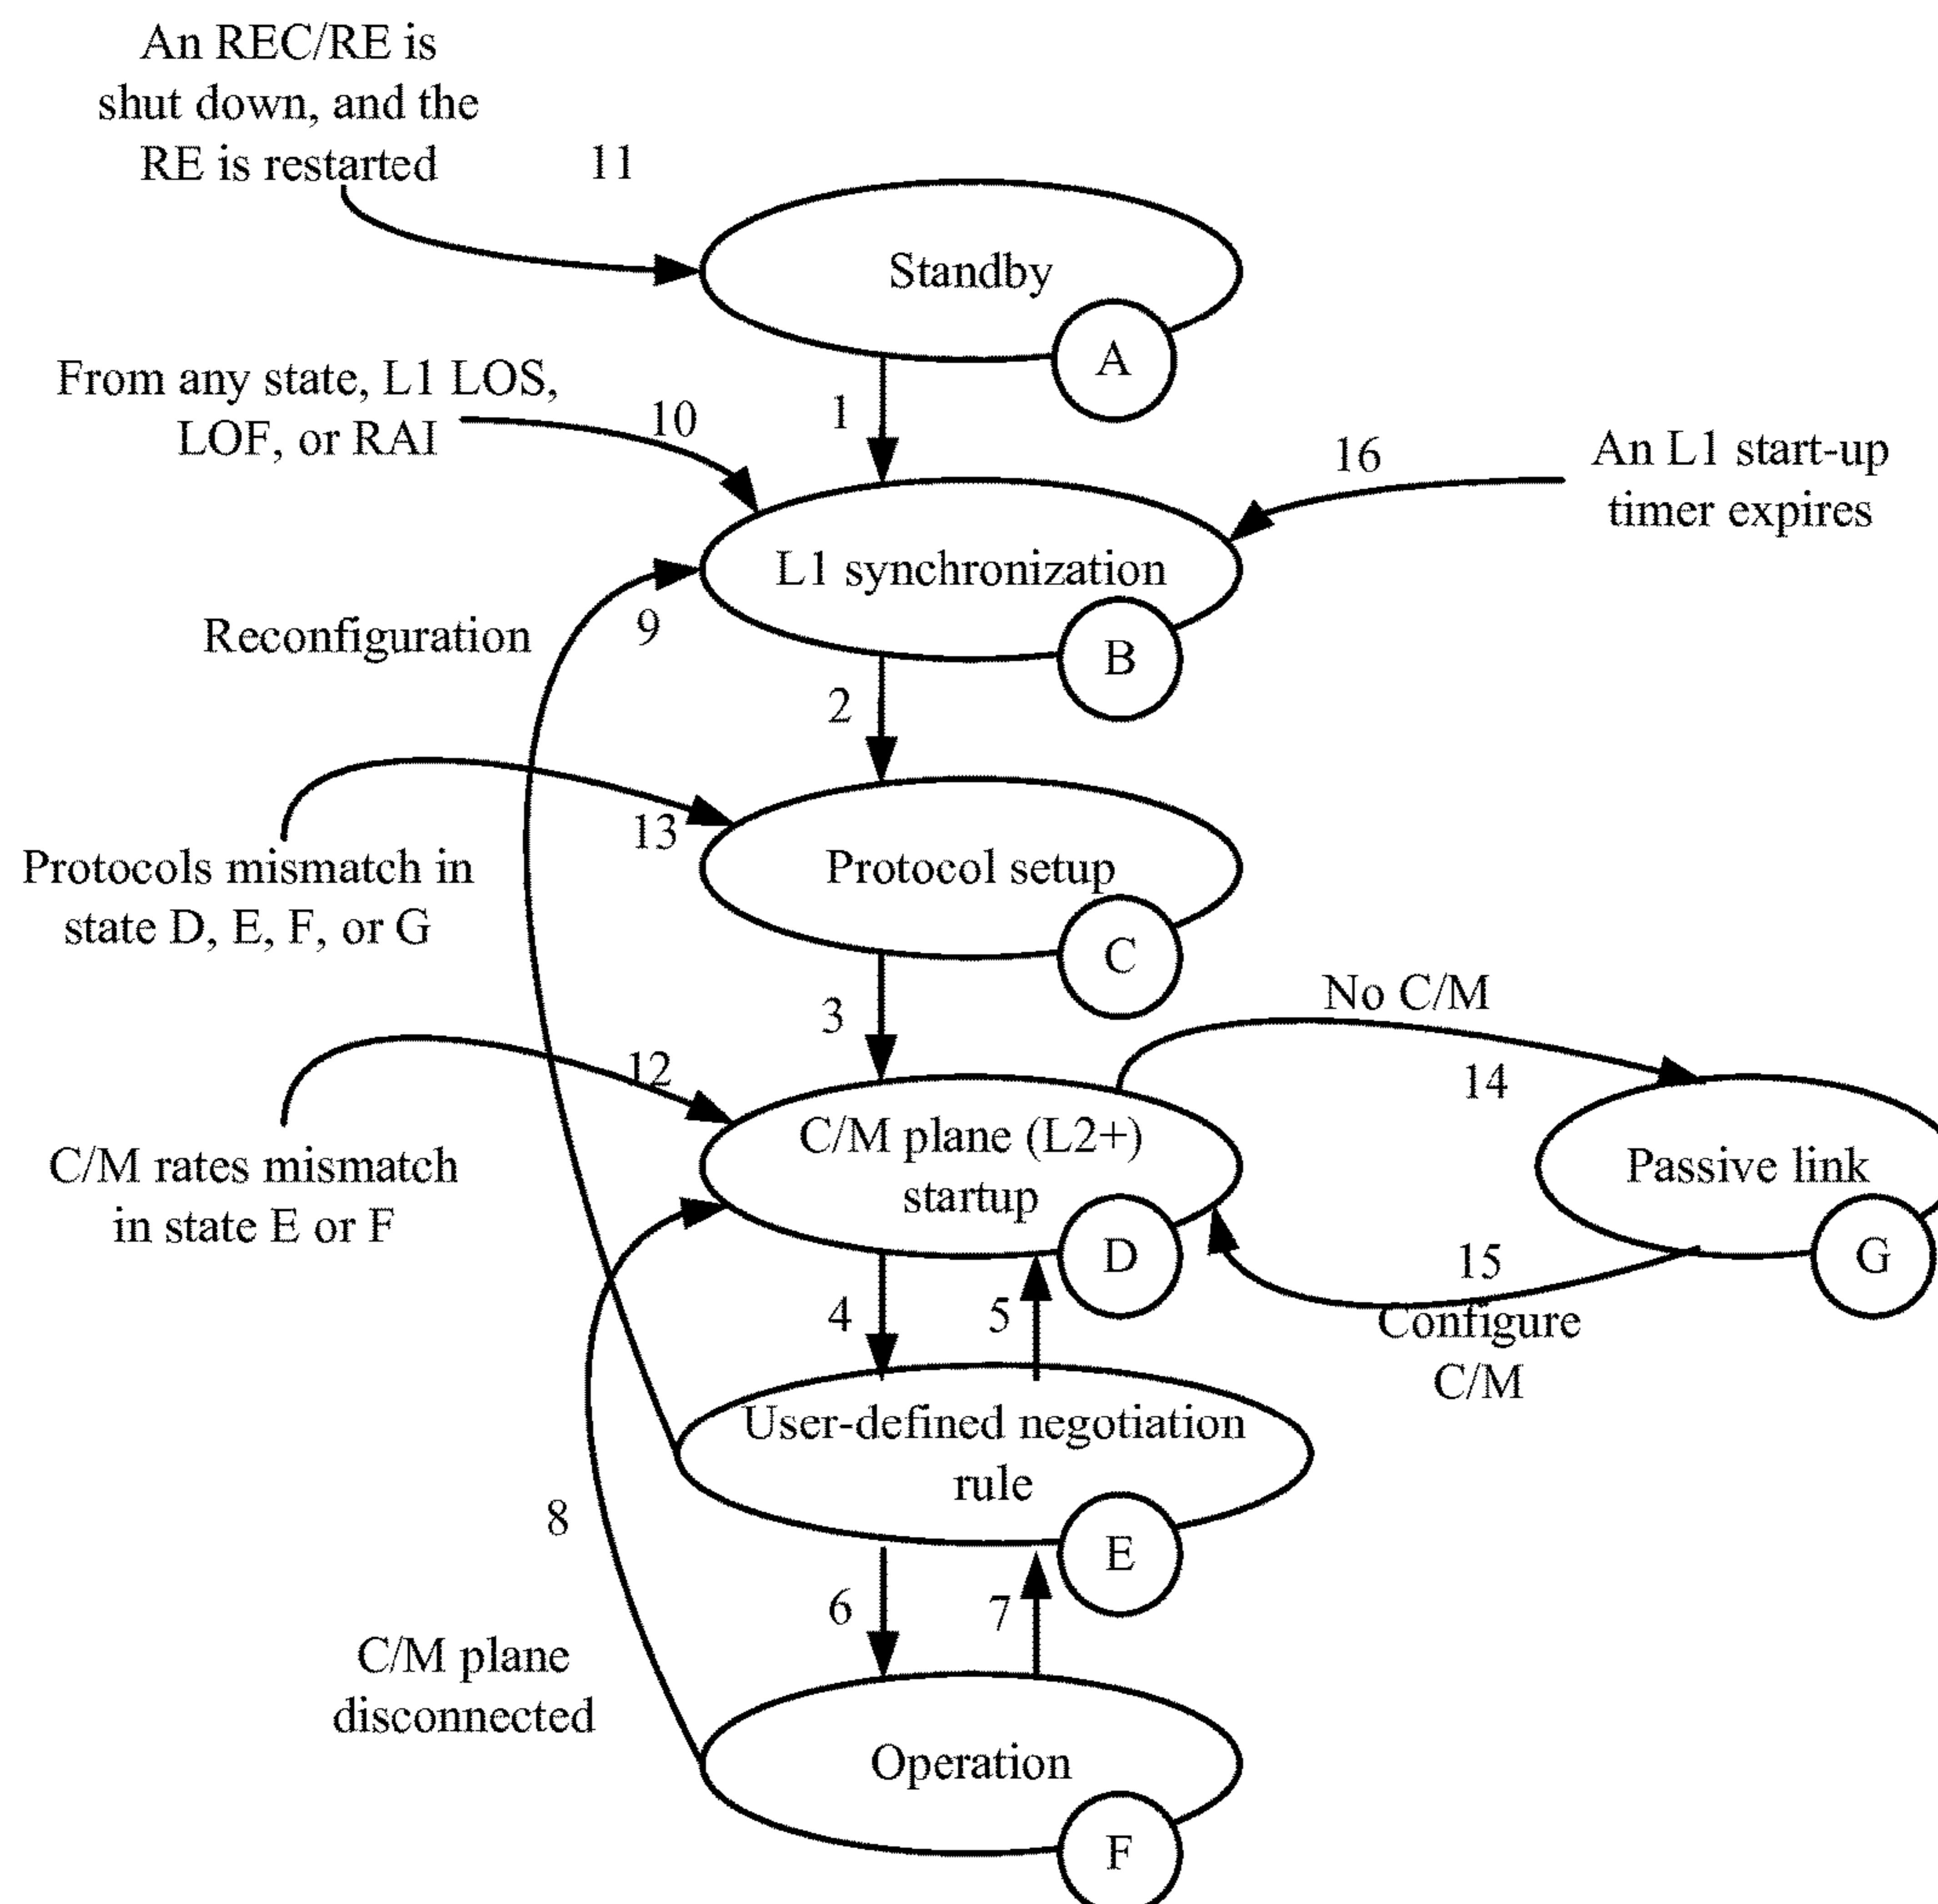 An REC/RE is
shut down, and the
RE is restarted
11
Standby
A
From any state, L1 LOS,
LOF, or RAI
10
1
16
An L1 start-up
timer expires
L1 synchronization
B
Reconfiguration
9
2
13
Protocols mismatch in
state D, E, F, or G
Protocol setup
C
3
No C/M
14
12
C/M rates mismatch
in state E or F
C/M plane (L2+)
startup
D
Passive link
G
15
Configure
C/M
4
5
User-defined negotiation
rule
E
8
6
7
C/M plane
disconnected
Operation
F